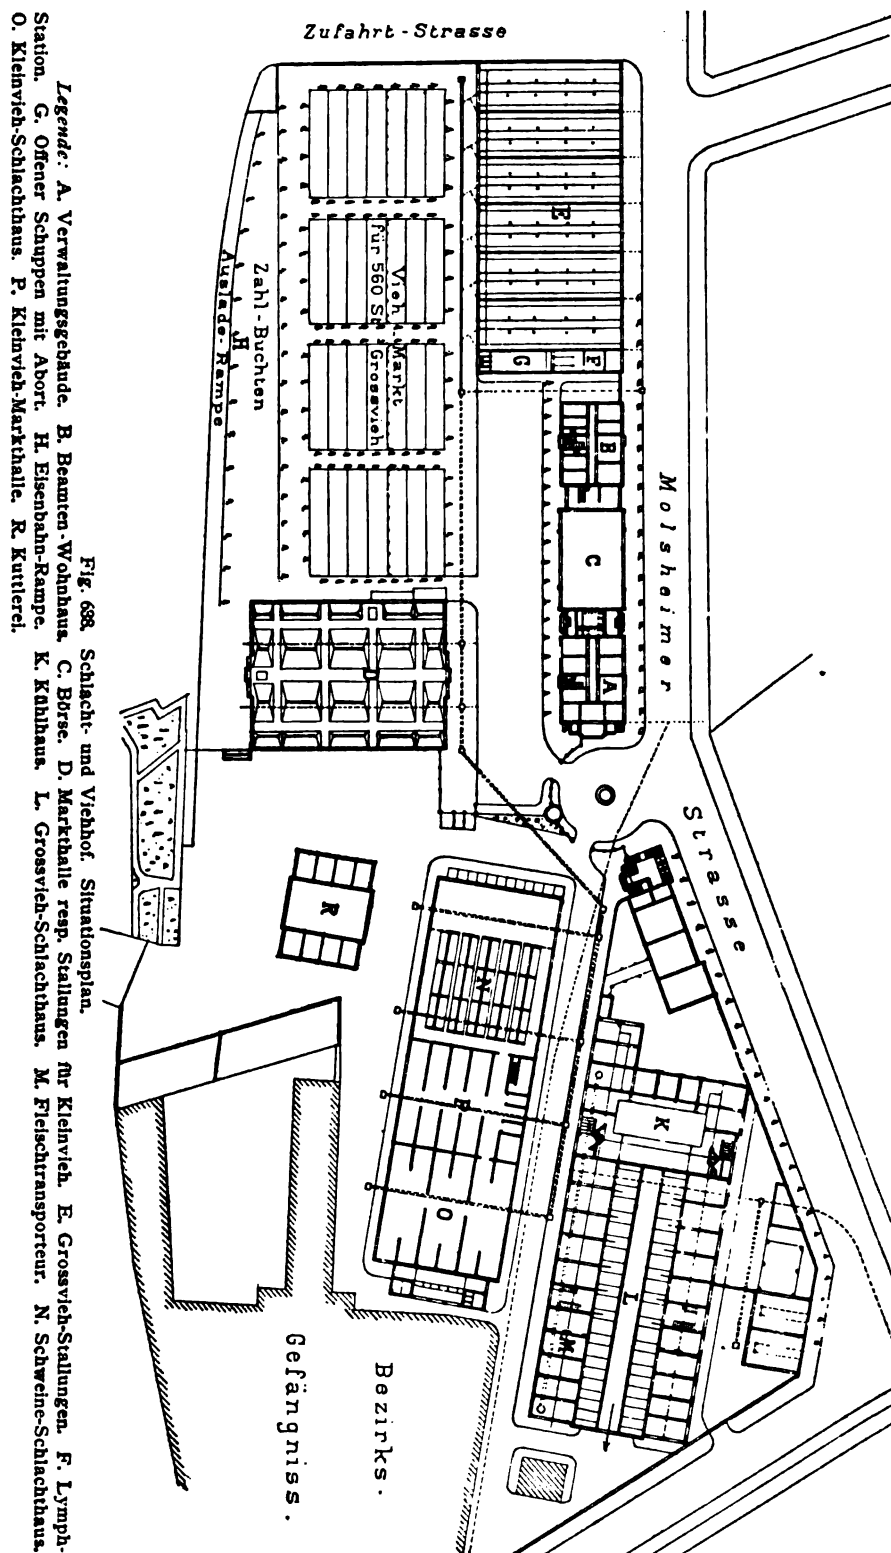 Zufahrt-Strasse
Molsheimer Strasse
E
F
G
B
C
A
Vieh-Markt
für 560 St. Grossvieh
Zahl-Buchten
H
Auslade-Rampe
K
L
M
N
P
O
R
Bezirks.
Gefängniss.
Fig. 688. Schlacht- und Viehhof. Situationsplan.
Legende: A. Verwaltungsgebäude. B. Beamten-Wohnhaus. C. Börse. D. Markthalle resp. Stallungen für Kleinvieh. E. Grossvieh-Stallungen. F. Lymph-
Station. G. Offener Schuppen mit Abort. H. Eisenbahn-Rampe. K. Kühlhaus. L. Grossvieh-Schlachthaus. M. Fleischtransporteur. N. Schweine-Schlachthaus.
O. Kleinvieh-Schlachthaus. P. Kleinvieh-Markthalle. R. Kuttlerei.